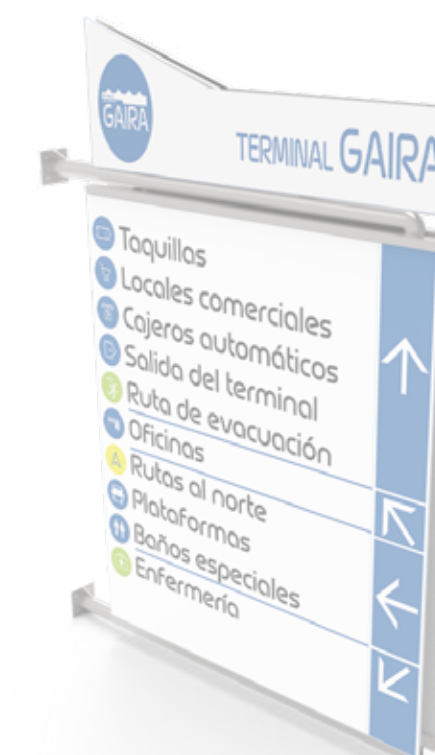 GAIRA
TERMINAL GAIRA
Taquillas
Locales comerciales
Cajeros automáticos
Salida del terminal
Ruta de evacuación
Oficinas
A Rutas al norte
Plataformas
Baños especiales
Enfermería